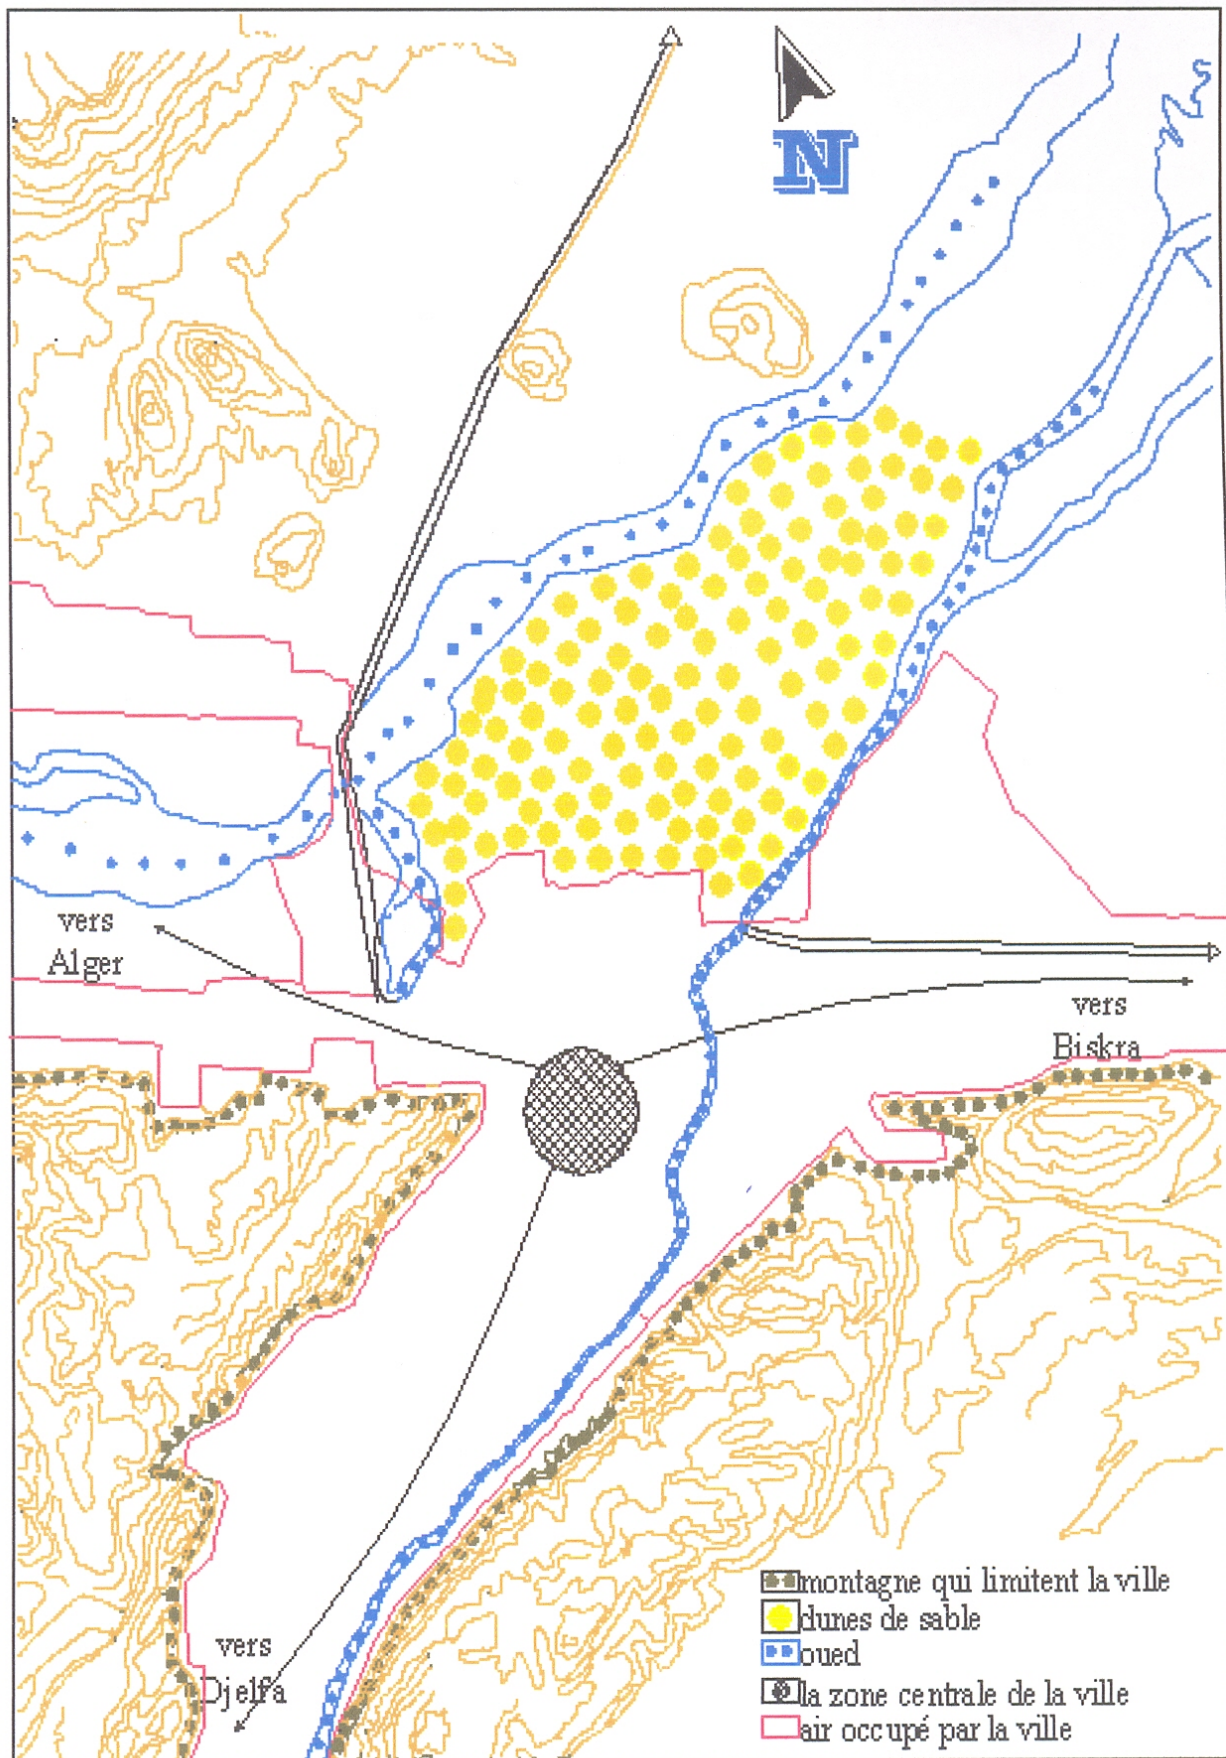 N
vers
Alger
vers
Biskra
vers
Djelfa
montagne qui limitent la ville
dunes de sable
oued
la zone centrale de la ville
air occupé par la ville